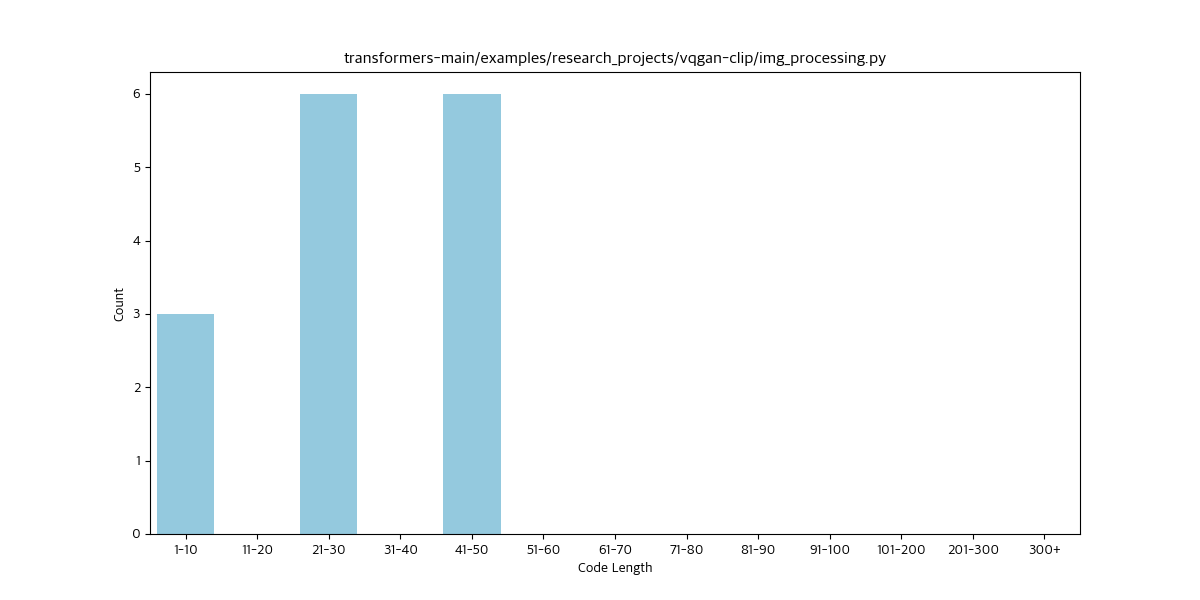 transformers-main/examples/research_projects/vqgan-clip/img_processing.py
6
5
4
3
2
1
0
Count
1-10 11-20 21-30 31-40 41-50 51-60 61-70 71-80 81-90 91-100 101-200 201-300 300+
Code Length